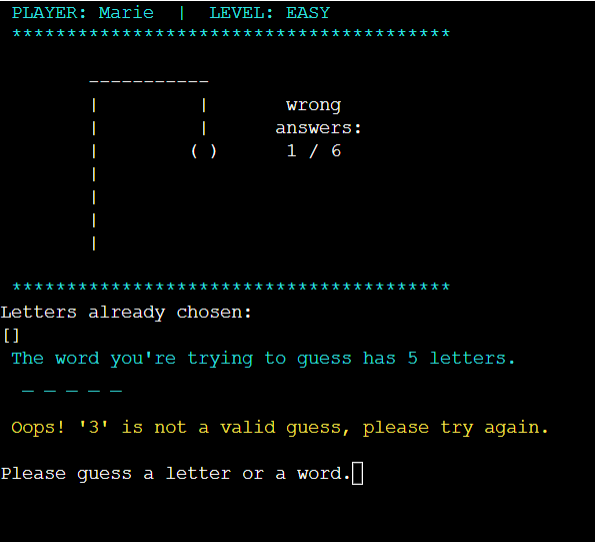 PLAYER: Marie | LEVEL: EASY
****************************************
-----------
| | wrong
| | answers:
| ( ) 1 / 6
|
|
|
|
****************************************
Letters already chosen:
[]
The word you're trying to guess has 5 letters.
_ _ _ _ _
Oops! '3' is not a valid guess, please try again.
Please guess a letter or a word.